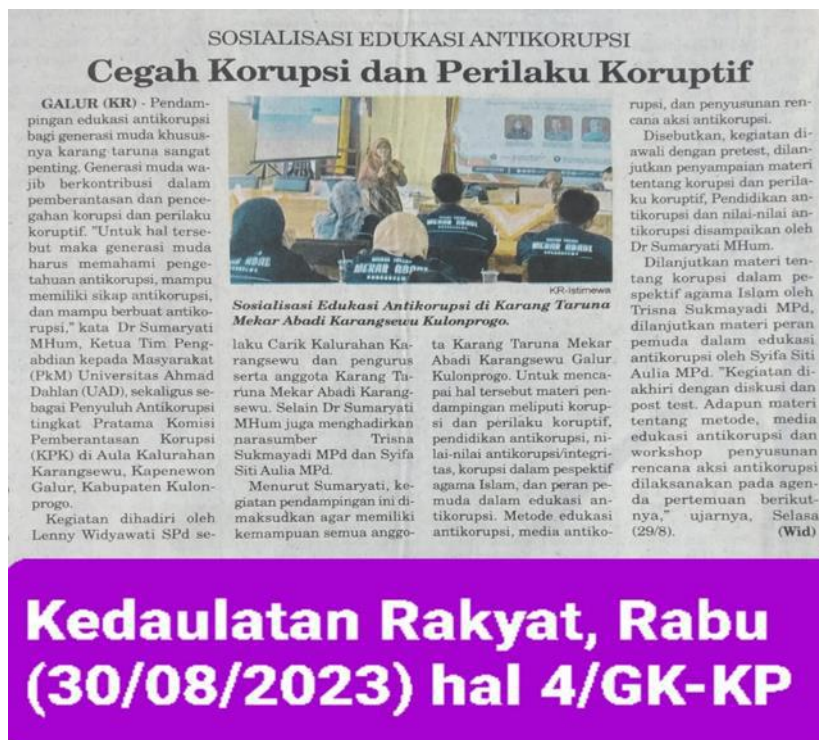 SOSIALISASI EDUKASI ANTIKORUPSI
Cegah Korupsi dan Perilaku Koruptif
GALUR (KR) - Pendam-
pingan edukasi antikorupsi
bagi generasi muda khusus-
nya karang taruna sangat
penting. Generasi muda wa-
jib berkontribusi dalam
pemberantasan dan pence-
gahan korupsi dan perilaku
koruptif. "Untuk hal terse-
but maka generasi muda
harus memahami penge-
tahuan antikorupsi, mampu
memiliki sikap antikorupsi,
dan mampu berbuat antiko-
rupsi," kata Dr Sumaryati
MHum, Ketua Tim Peng-
abdian kepada Masyarakat
(PkM) Universitas Ahmad
Dahlan (UAD), sekaligus se-
bagai Penyuluh Antikorupsi
tingkat Pratama Komisi
Pemberantasan Korupsi
(KPK) di Aula Kalurahan
Karangsewu, Kapenewon
Galur, Kabupaten Kulon-
progo.
Kegiatan dihadiri oleh
Lenny Widyawati SPd se-
MEKAR ABADI
KR-Istimewa
Sosialisasi Edukasi Antikorupsi di Karang Taruna
Mekar Abadi Karangsewu Kulonprogo.
laku Carik Kalurahan Ka-
rangsewu dan pengurus
serta anggota Karang Ta-
runa Mekar Abadi Karang-
sewu. Selain Dr Sumaryati
MHum juga menghadirkan
narasumber Trisna
Sukmayadi MPd dan Syifa
Siti Aulia MPd.
Menurut Sumaryati, ke-
giatan pendampingan ini di-
maksudkan agar memiliki
kemampuan semua anggo-
ta Karang Taruna Mekar
Abadi Karangsewu Galur
Kulonprogo. Untuk menca-
pai hal tersebut materi pen-
dampingan meliputi korup-
si dan perilaku koruptif,
pendidikan antikorupsi, ni-
lai-nilai antikorupsi/integri-
tas, korupsi dalam pespektif
agama Islam, dan peran pe-
muda dalam edukasi an-
tikorupsi. Metode edukasi
antikorupsi, media antiko-
rupsi, dan penyusunan ren-
cana aksi antikorupsi.
Disebutkan, kegiatan di-
awali dengan pretest, dilan-
jutkan penyampaian materi
tentang korupsi dan perila-
ku koruptif, Pendidikan an-
tikorupsi dan nilai-nilai an-
tikorupsi disampaikan oleh
Dr Sumaryati MHum.
Dilanjutkan materi ten-
tang korupsi dalam pe-
spektif agama Islam oleh
Trisna Sukmayadi MPd,
dilanjutkan materi peran
pemuda dalam edukasi
antikorupsi oleh Syifa Siti
Aulia MPd. "Kegiatan di-
akhiri dengan diskusi dan
post test. Adapun materi
tentang metode, media
edukasi antikorupsi dan
workshop penyusunan
rencana aksi antikorupsi
dilaksanakan pada agen-
da pertemuan berikut-
nya," ujarnya, Selasa
(29/8). (Wid)
Kedaulatan Rakyat, Rabu
(30/08/2023) hal 4/GK-KP